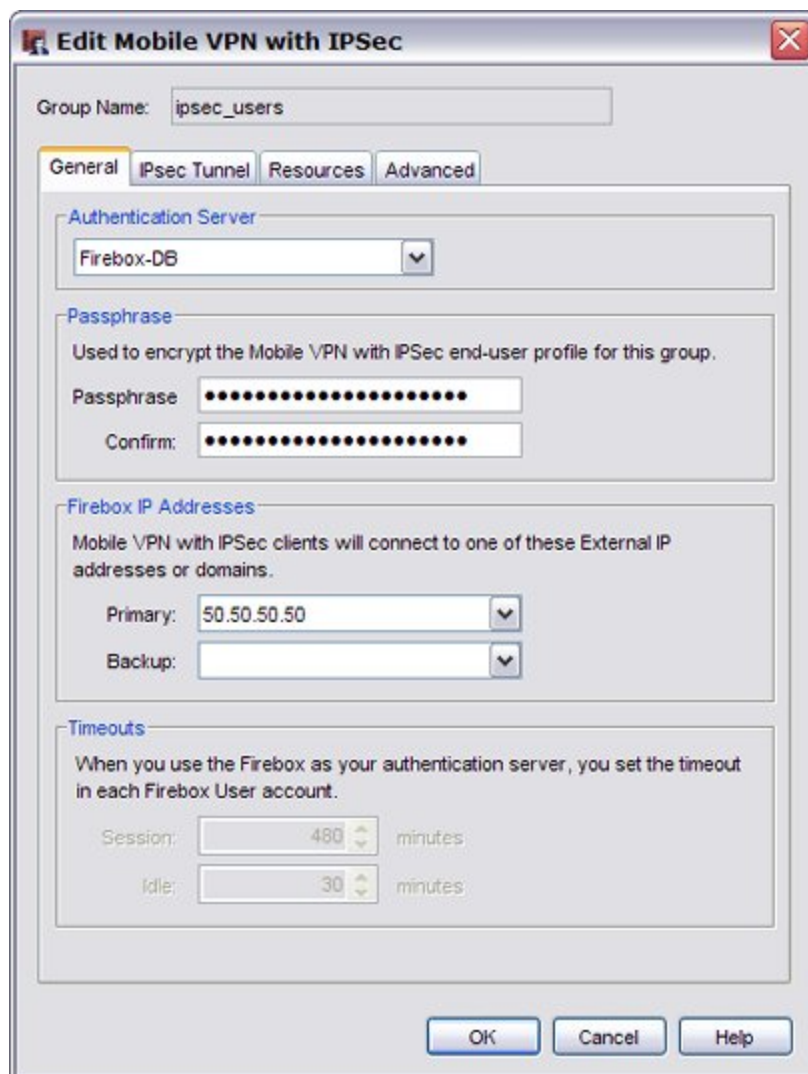 Edit Mobile VPN with IPSec
Group Name: ipsec_users
General IPsec Tunnel Resources Advanced
Authentication Server
Firebox-DB
Passphrase
Used to encrypt the Mobile VPN with IPSec end-user profile for this group.
Passphrase •••••••••••••••••••••
Confirm: •••••••••••••••••••••
Firebox IP Addresses
Mobile VPN with IPSec clients will connect to one of these External IP
addresses or domains.
Primary: 50.50.50.50
Backup:
Timeouts
When you use the Firebox as your authentication server, you set the timeout
in each Firebox User account.
Session: 480 minutes
Idle: 30 minutes
OK Cancel Help